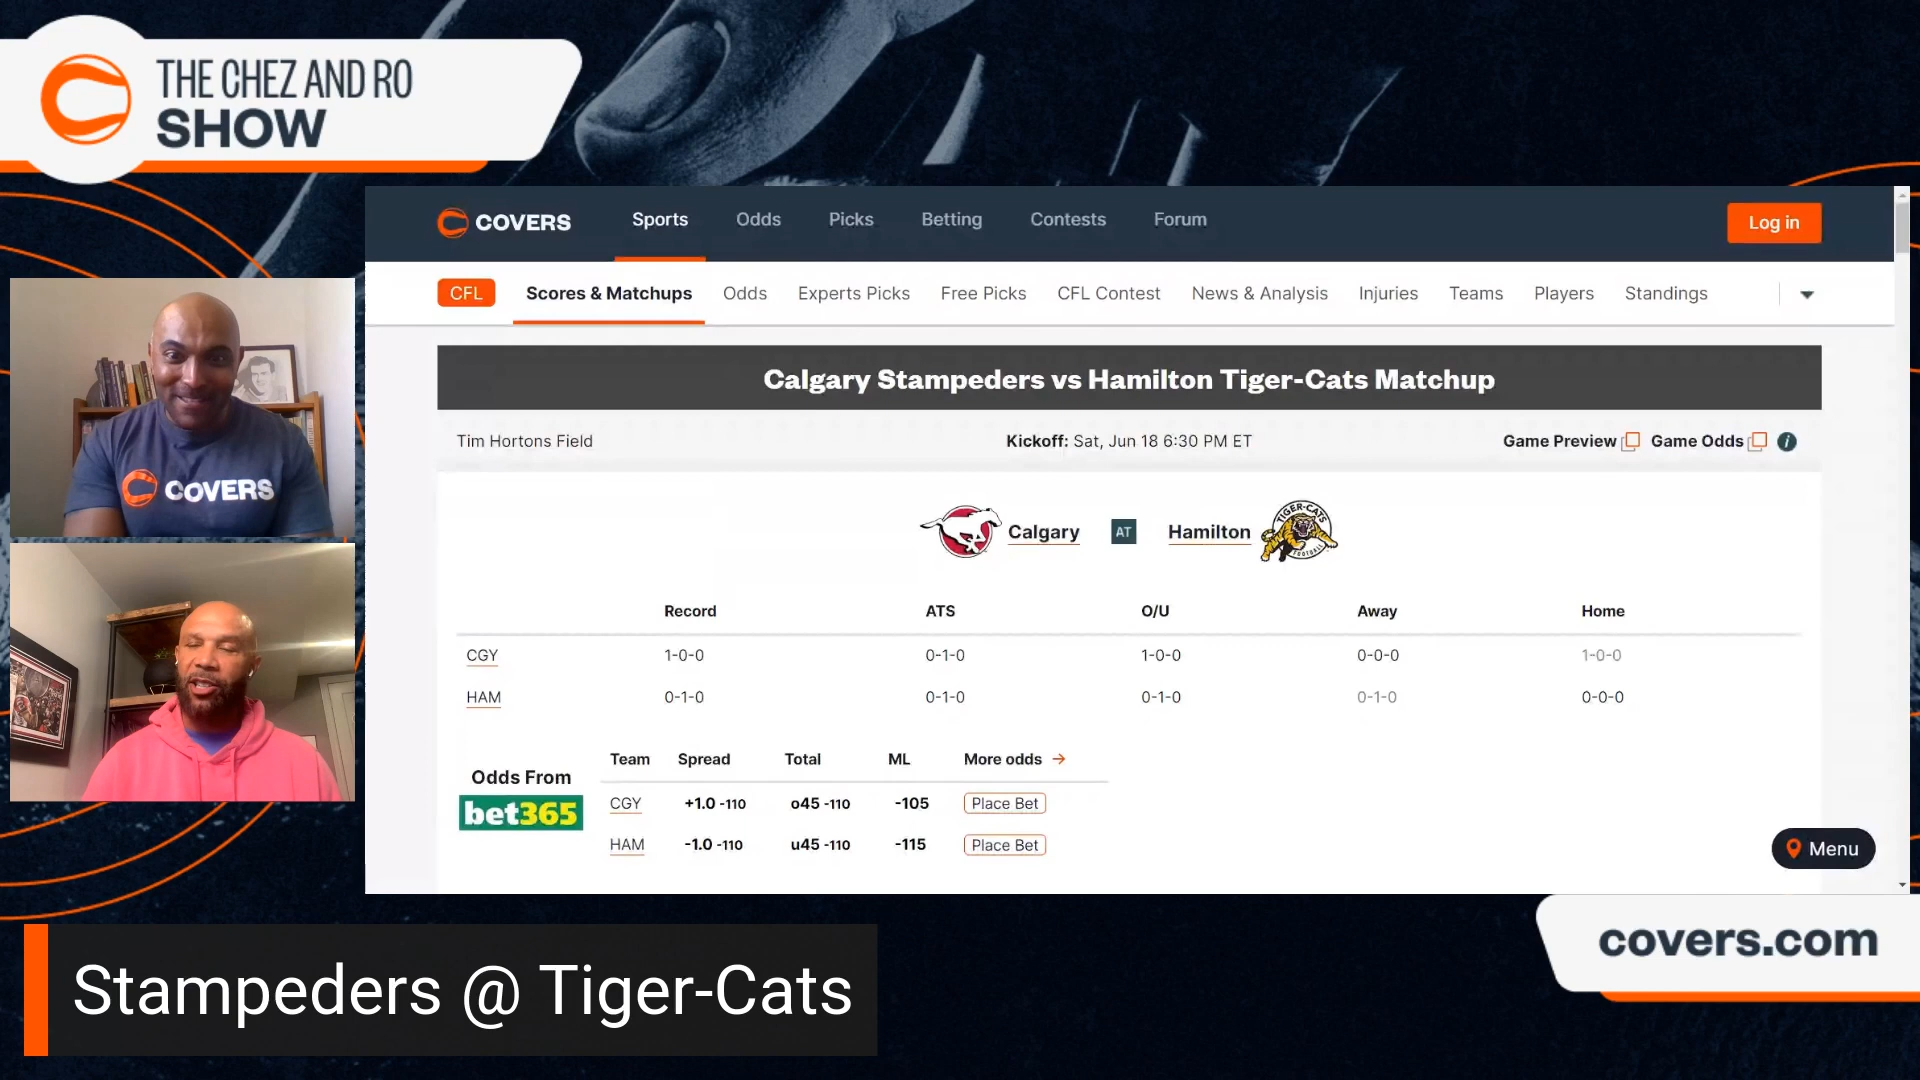 THE CHEZ AND RO
SHOW
COVERS
Sports Odds Picks Betting Contests Forum
Log in
CFL Scores & Matchups Odds Experts Picks Free Picks CFL Contest News & Analysis Injuries Teams Players Standings
Calgary Stampeders vs Hamilton Tiger-Cats Matchup
Tim Hortons Field Kickoff: Sat, Jun 18 6:30 PM ET Game Preview Game Odds i
Calgary AT Hamilton TIGER-CATS FOOTBALL
Record ATS O/U Away Home
CGY 1-0-0 0-1-0 1-0-0 0-0-0 1-0-0
HAM 0-1-0 0-1-0 0-1-0 0-1-0 0-0-0
Team Spread Total ML More odds →
Odds From
bet365
CGY +1.0 -110 o45 -110 -105 Place Bet
HAM -1.0 -110 u45 -110 -115 Place Bet
Menu
COVERS
covers.com
Stampeders @ Tiger-Cats